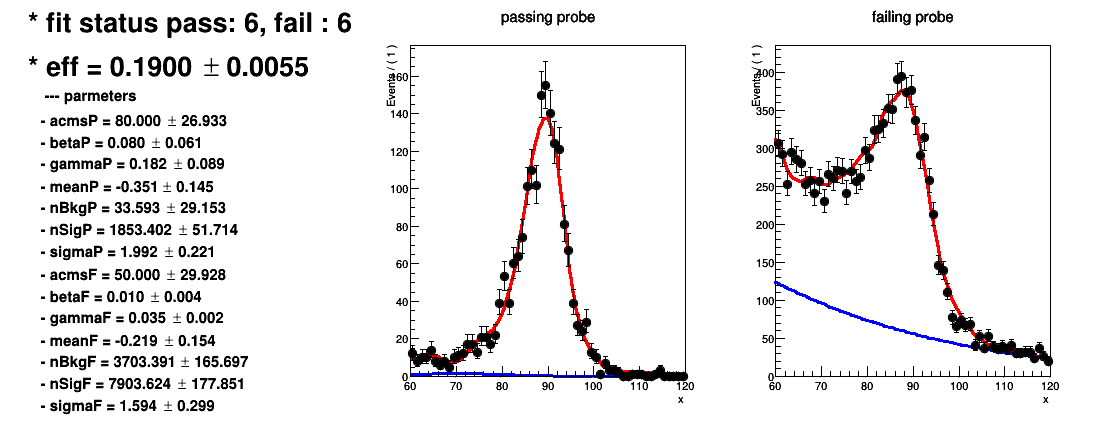 * fit status pass: 6, fail : 6
* eff = 0.1900 ± 0.0055
--- parmeters
- acmsP = 80.000 ± 26.933
- betaP = 0.080 ± 0.061
- gammaP = 0.182 ± 0.089
- meanP = -0.351 ± 0.145
- nBkgP = 33.593 ± 29.153
- nSigP = 1853.402 ± 51.714
- sigmaP = 1.992 ± 0.221
- acmsF = 50.000 ± 29.928
- betaF = 0.010 ± 0.004
- gammaF = 0.035 ± 0.002
- meanF = -0.219 ± 0.154
- nBkgF = 3703.391 ± 165.697
- nSigF = 7903.624 ± 177.851
- sigmaF = 1.594 ± 0.299
passing probe
Events / ( 1 )
160
140
120
100
80
60
40
20
0
60 70 80 90 100 110 120
x
failing probe
Events / ( 1 )
400
350
300
250
200
150
100
50
0
60 70 80 90 100 110 120
x